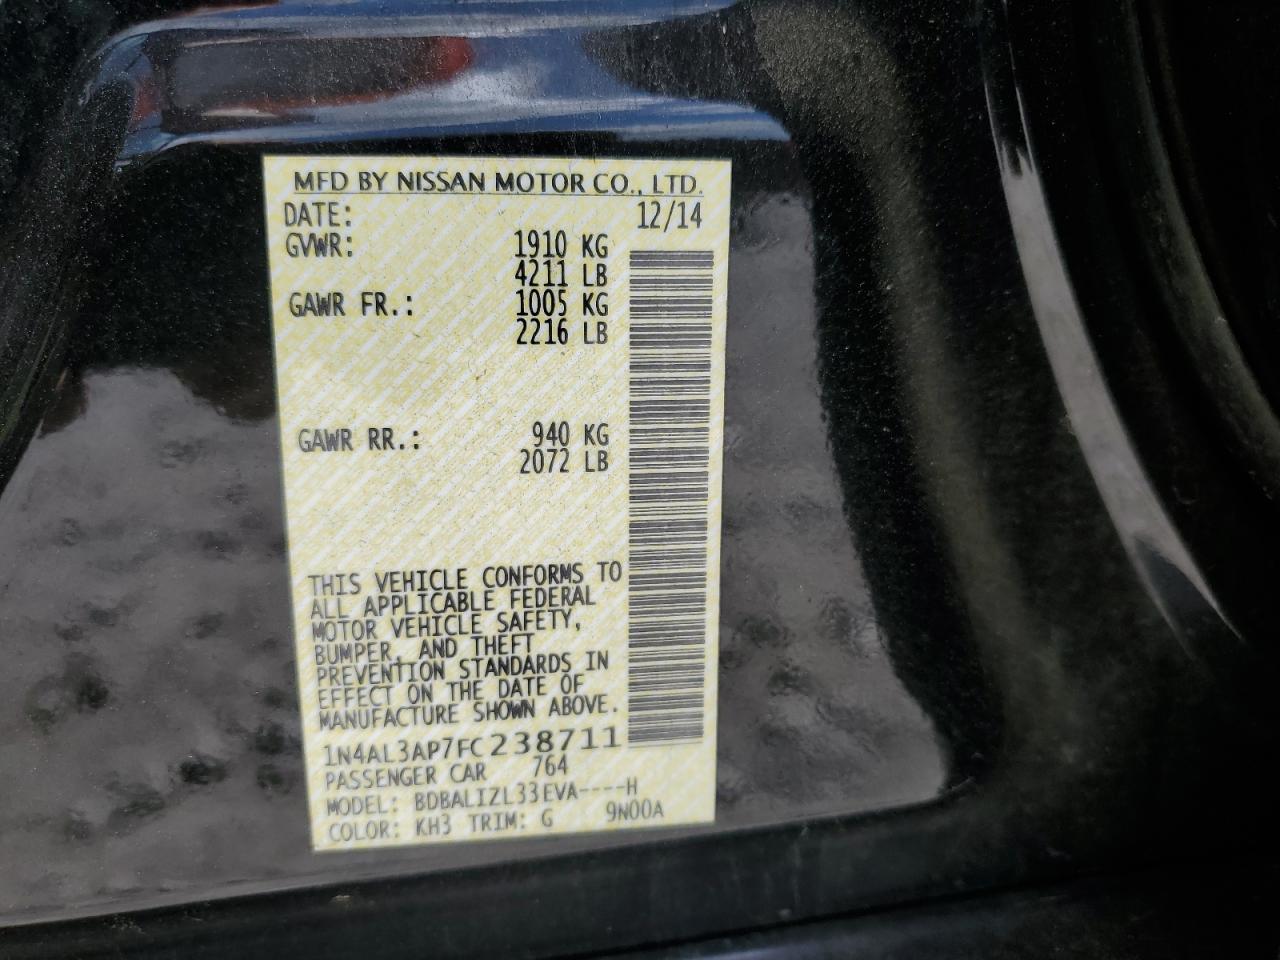 MFD BY NISSAN MOTOR CO., LTD.
DATE: 12/14
GVWR: 1910 KG
4211 LB
GAWR FR.: 1005 KG
2216 LB
GAWR RR.: 940 KG
2072 LB
THIS VEHICLE CONFORMS TO
ALL APPLICABLE FEDERAL
MOTOR VEHICLE SAFETY,
BUMPER, AND THEFT
PREVENTION STANDARDS IN
EFFECT ON THE DATE OF
MANUFACTURE SHOWN ABOVE.
1N4AL3AP7FC238711
PASSENGER CAR 764
MODEL: BDBALIZL33EVA----H
COLOR: KH3 TRIM: G 9N00A